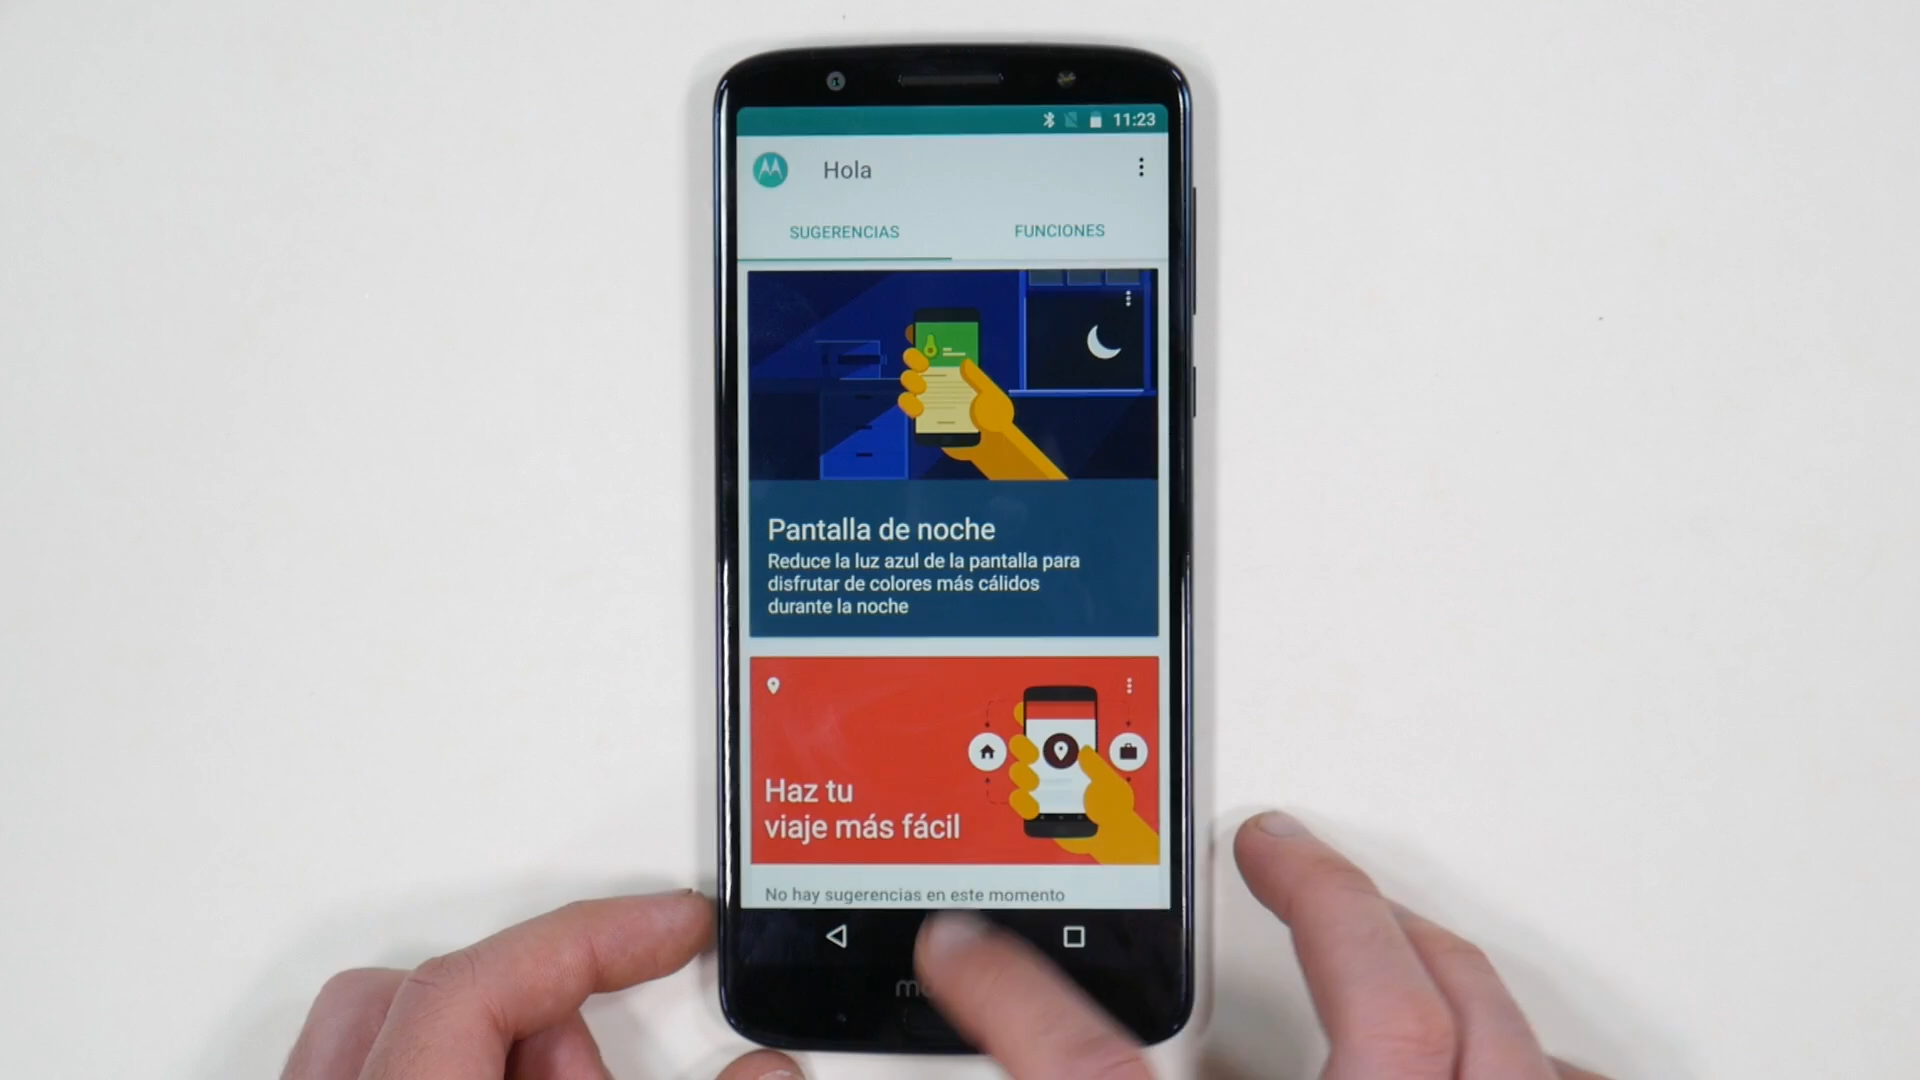 11:23
Hola
SUGERENCIAS
FUNCIONES
Pantalla de noche
Reduce la luz azul de la pantalla para
disfrutar de colores más cálidos
durante la noche
Haz tu
viaje más fácil
No hay sugerencias en este momento